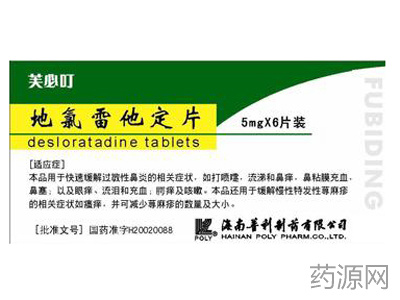 芙必叮
地氯雷他定片
desloratadine tablets
5mgX6片装
FUBIDING
[适应症]
本品用于快速缓解过敏性鼻炎的相关症状，如打喷嚏，流涕和鼻痒，鼻粘膜充血、
鼻塞；以及眼痒、流泪和充血；腭痒及咳嗽。本品还用于缓解慢性特发性荨麻疹
的相关症状如瘙痒，并可减少荨麻疹的数量及大小。
[批准文号] 国药准字H20020088
POLY
海南普利制药有限公司
HAINAN POLY PHARM.CO.,LTD.
药源网